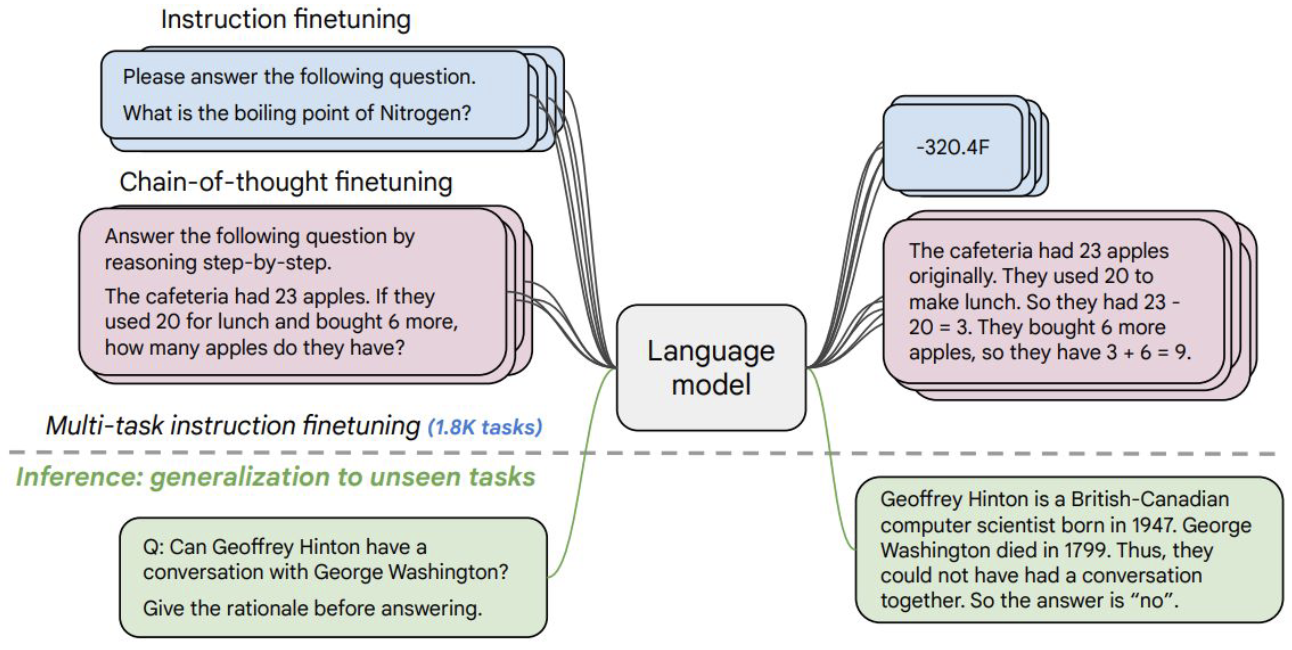 Instruction finetuning
Please answer the following question.
What is the boiling point of Nitrogen?
-320.4F
Chain-of-thought finetuning
Answer the following question by
reasoning step-by-step.
The cafeteria had 23 apples. If they
used 20 for lunch and bought 6 more,
how many apples do they have?
Language
model
The cafeteria had 23 apples
originally. They used 20 to
make lunch. So they had 23 -
20 = 3. They bought 6 more
apples, so they have 3 + 6 = 9.
Multi-task instruction finetuning (1.8K tasks)
Inference: generalization to unseen tasks
Q: Can Geoffrey Hinton have a
conversation with George Washington?
Give the rationale before answering.
Geoffrey Hinton is a British-Canadian
computer scientist born in 1947. George
Washington died in 1799. Thus, they
could not have had a conversation
together. So the answer is “no”.